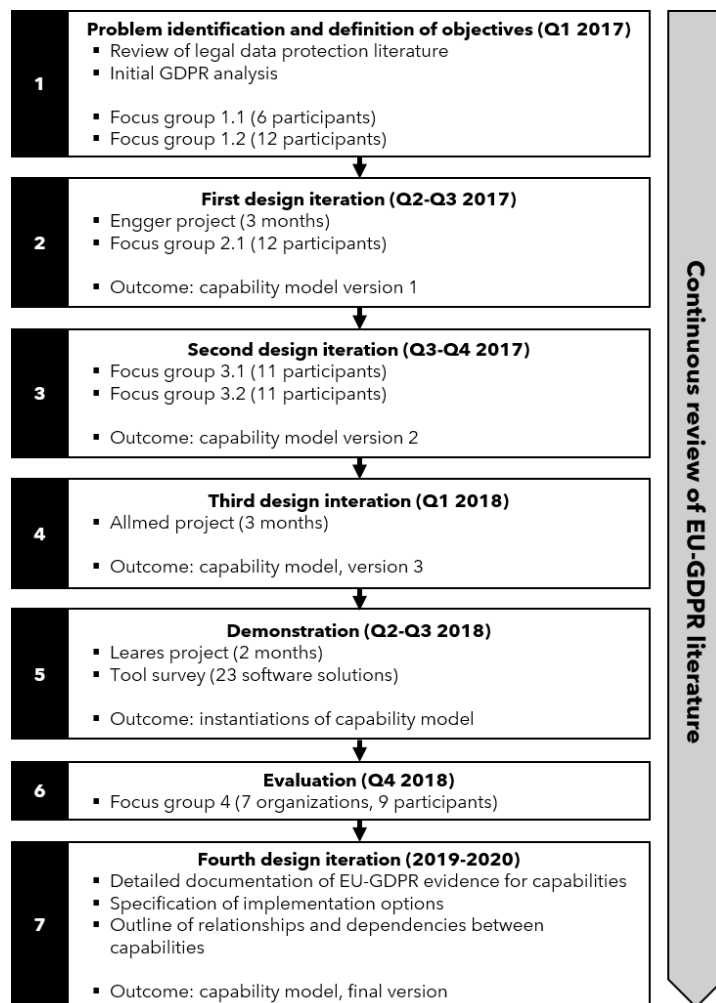 Problem identification and definition of objectives (Q1 2017)
▪ Review of legal data protection literature
▪ Initial GDPR analysis
1
▪ Focus group 1.1 (6 participants)
▪ Focus group 1.2 (12 participants)
First design iteration (Q2-Q3 2017)
▪ Engger project (3 months)
2
▪ Focus group 2.1 (12 participants)
▪ Outcome: capability model version 1
Second design iteration (Q3-Q4 2017)
▪ Focus group 3.1 (11 participants)
3
▪ Focus group 3.2 (11 participants)
▪ Outcome: capability model version 2
Third design interation (Q1 2018)
▪ Allmed project (3 months)
4
▪ Outcome: capability model, version 3
Demonstration (Q2-Q3 2018)
▪ Leares project (2 months)
5
▪ Tool survey (23 software solutions)
▪ Outcome: instantiations of capability model
Evaluation (Q4 2018)
6
▪ Focus group 4 (7 organizations, 9 participants)
Fourth design iteration (2019-2020)
▪ Detailed documentation of EU-GDPR evidence for capabilities
▪ Specification of implementation options
7
▪ Outline of relationships and dependencies between
capabilities
▪ Outcome: capability model, final version
Continuous review of EU-GDPR literature